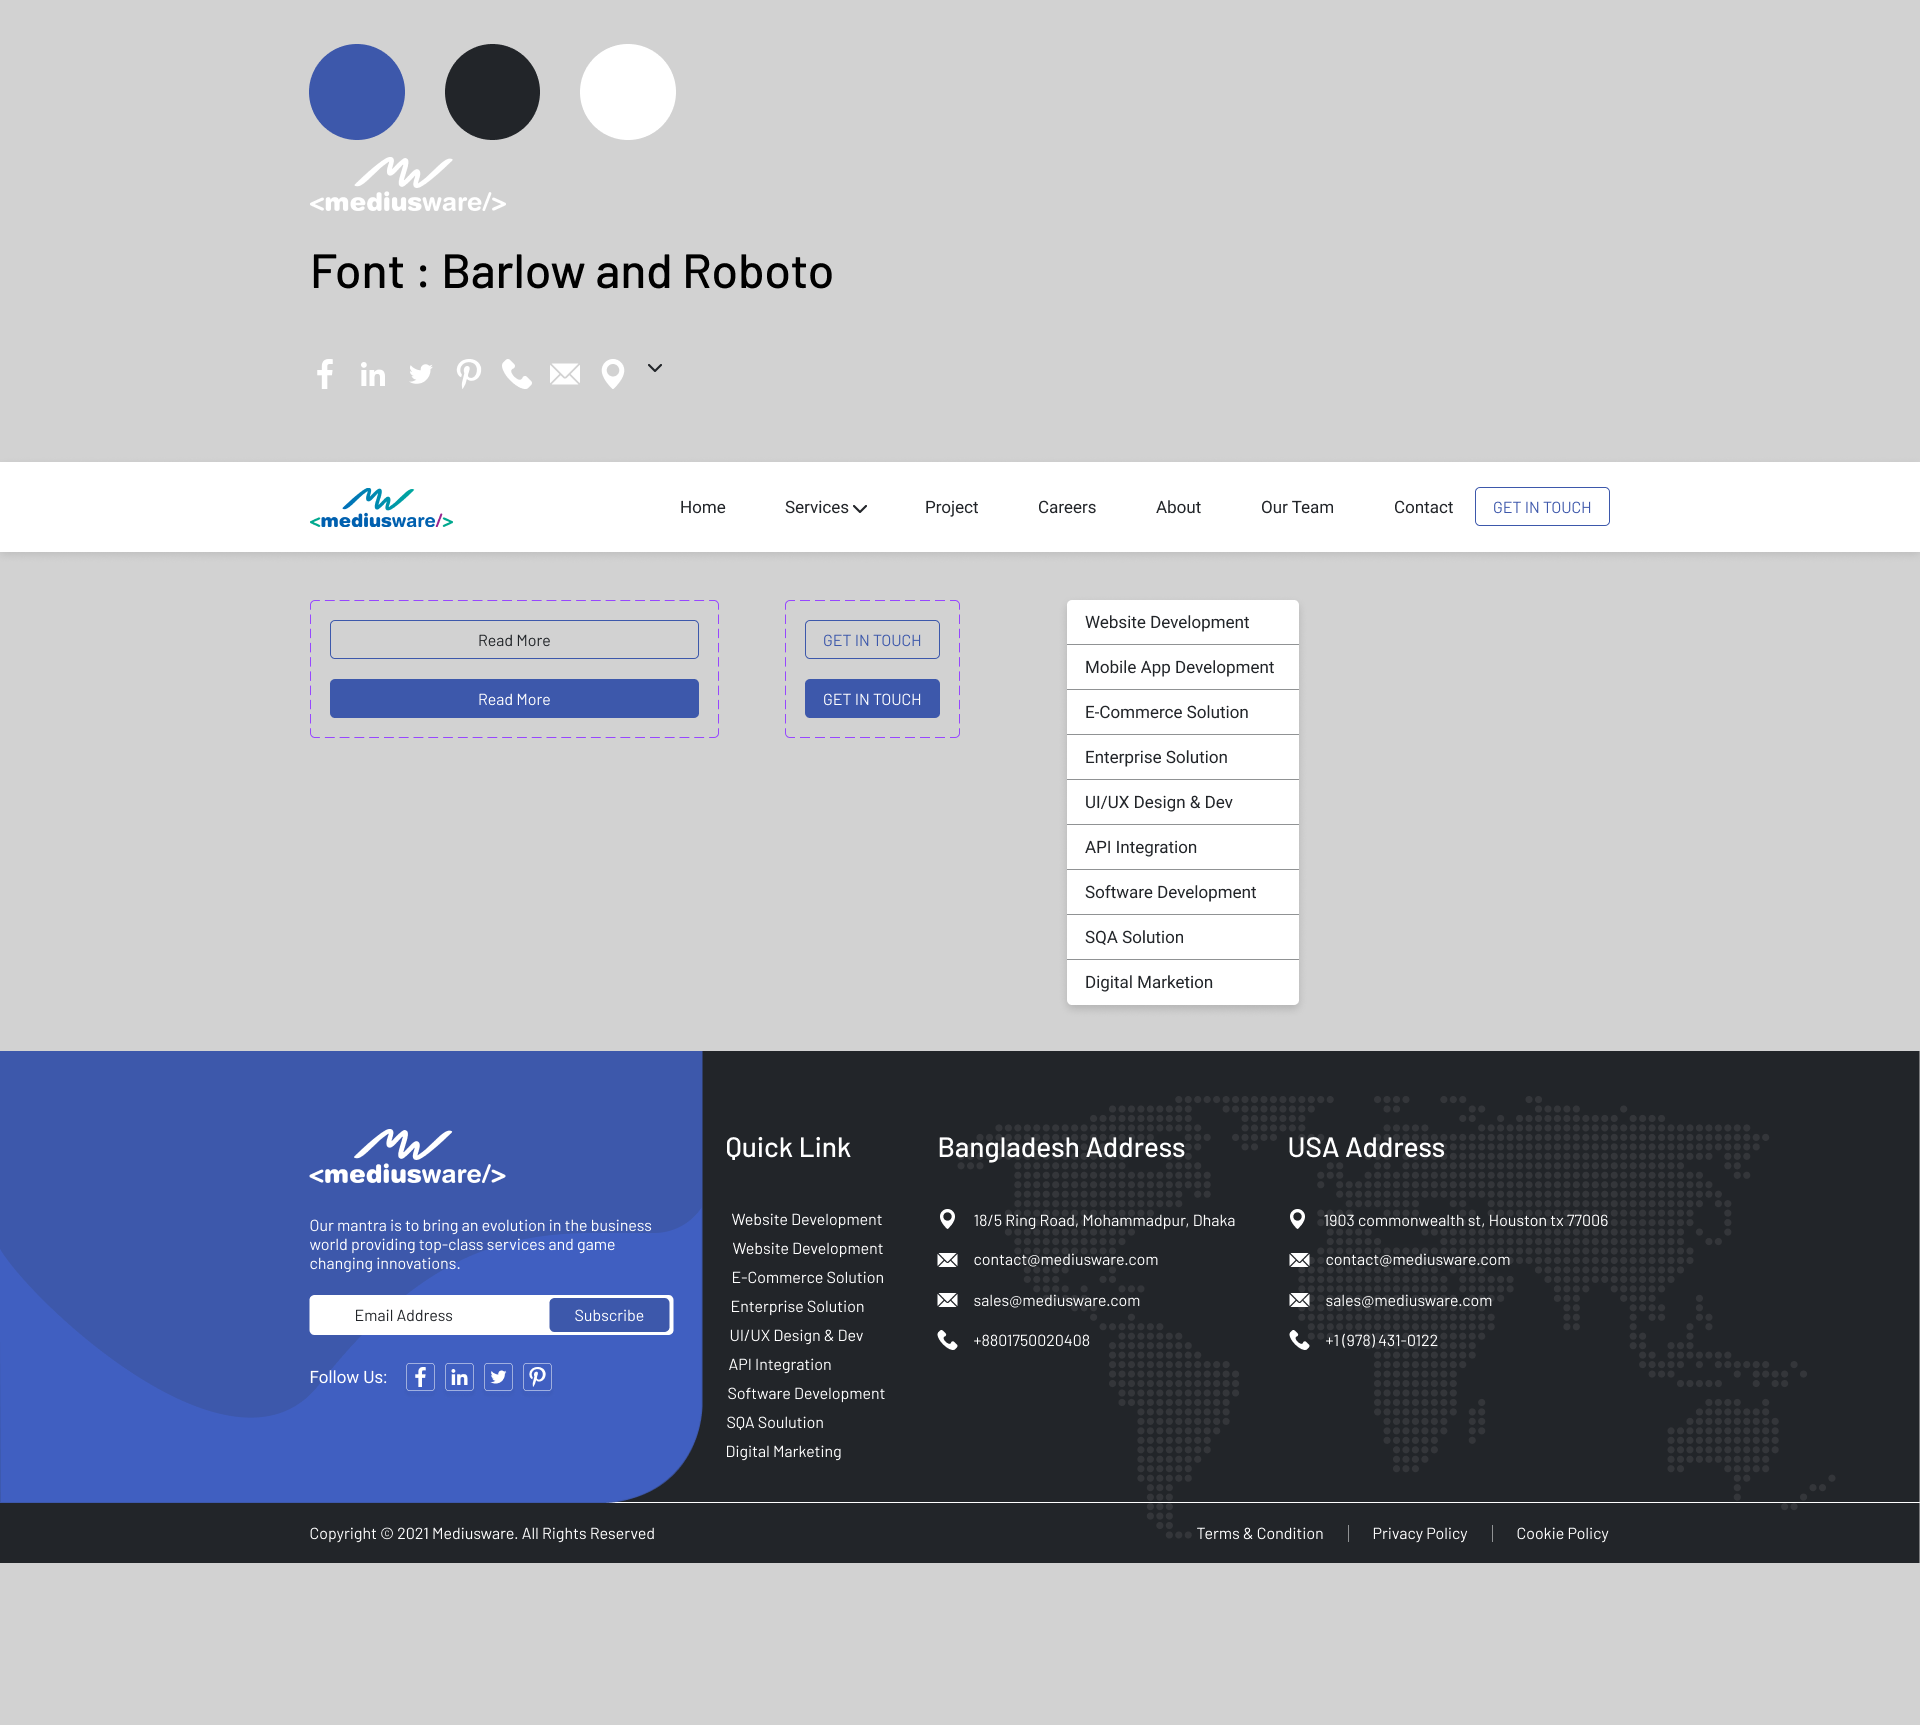 <mediusware/>
Font : Barlow and Roboto
<mediusware/>
Home
Services
Project
Careers
About
Our Team
Contact
GET IN TOUCH
Read More
Read More
GET IN TOUCH
GET IN TOUCH
Website Development
Mobile App Development
E-Commerce Solution
Enterprise Solution
UI/UX Design & Dev
API Integration
Software Development
SQA Solution
Digital Marketion
<mediusware/>
Our mantra is to bring an evolution in the business
world providing top-class services and game
changing innovations.
Email Address
Subscribe
Follow Us:
Quick Link
Website Development
Website Development
E-Commerce Solution
Enterprise Solution
UI/UX Design & Dev
API Integration
Software Development
SQA Soulution
Digital Marketing
Bangladesh Address
18/5 Ring Road, Mohammadpur, Dhaka
contact@mediusware.com
sales@mediusware.com
+8801750020408
USA Address
1903 commonwealth st, Houston tx 77006
contact@mediusware.com
sales@mediusware.com
+1 (978) 431-0122
Copyright © 2021 Mediusware. All Rights Reserved
Terms & Condition
Privacy Policy
Cookie Policy